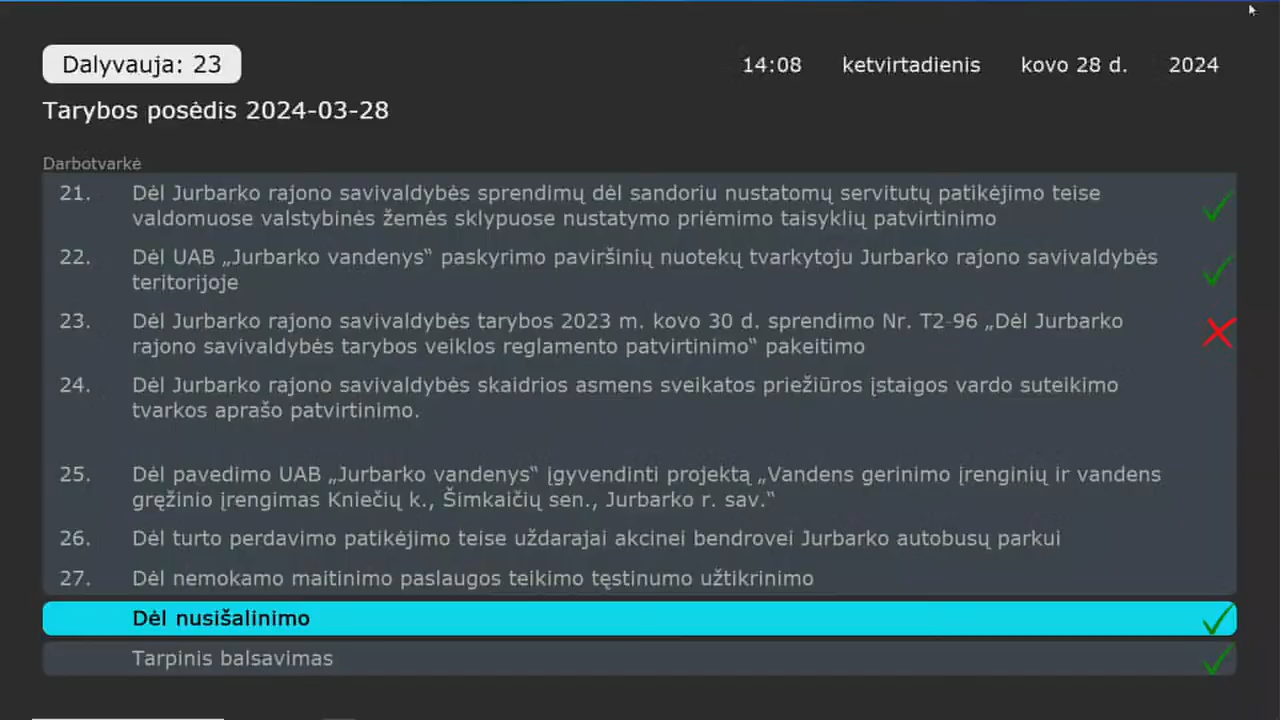 Dalyvauja: 23
14:08 ketvirtadienis kovo 28 d. 2024
Tarybos posėdis 2024-03-28
Darbotvarkė
21. Dėl Jurbarko rajono savivaldybės sprendimų dėl sandoriu nustatomų servitutų patikėjimo teise
valdomuose valstybinės žemės sklypuose nustatymo priėmimo taisyklių patvirtinimo
22. Dėl UAB „Jurbarko vandenys“ paskyrimo paviršinių nuotekų tvarkytoju Jurbarko rajono savivaldybės
teritorijoje
23. Dėl Jurbarko rajono savivaldybės tarybos 2023 m. kovo 30 d. sprendimo Nr. T2-96 „Dėl Jurbarko
rajono savivaldybės tarybos veiklos reglamento patvirtinimo“ pakeitimo
24. Dėl Jurbarko rajono savivaldybės skaidrios asmens sveikatos priežiūros įstaigos vardo suteikimo
tvarkos aprašo patvirtinimo.
25. Dėl pavedimo UAB „Jurbarko vandenys“ įgyvendinti projektą „Vandens gerinimo įrenginių ir vandens
gręžinio įrengimas Kniečių k., Šimkaičių sen., Jurbarko r. sav.“
26. Dėl turto perdavimo patikėjimo teise uždarajai akcinei bendrovei Jurbarko autobusų parkui
27. Dėl nemokamo maitinimo paslaugos teikimo tęstinumo užtikrinimo
Dėl nusišalinimo
Tarpinis balsavimas